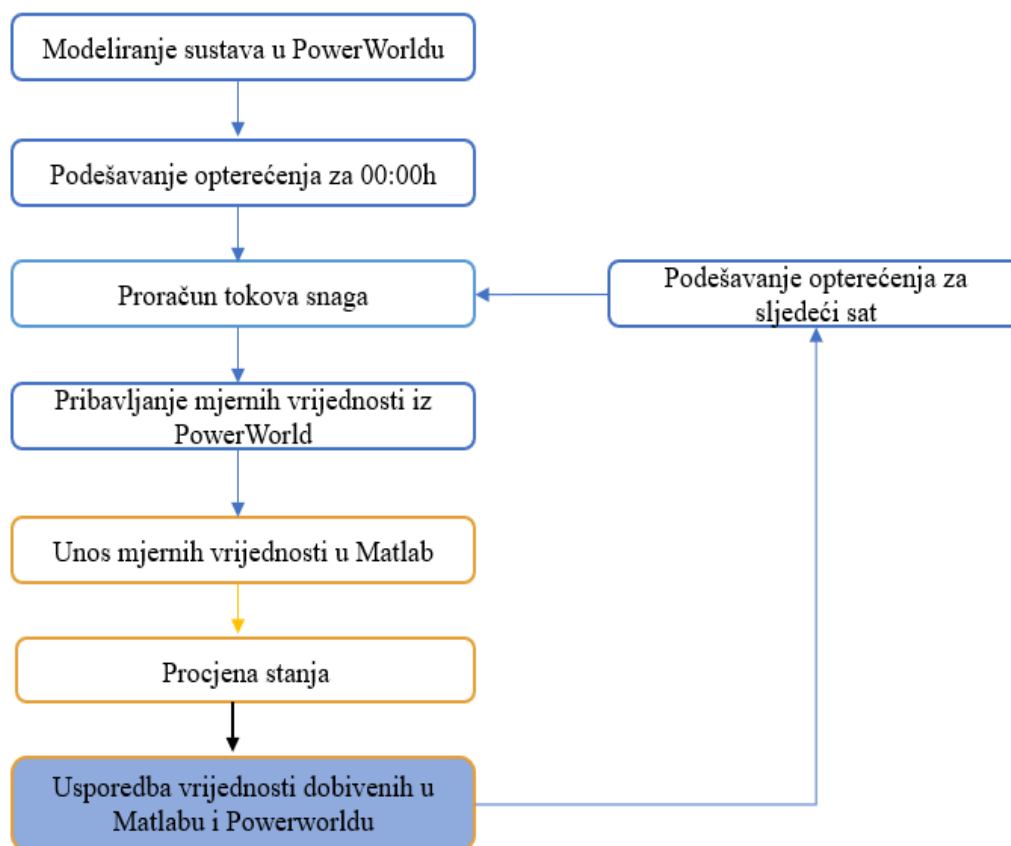 Modeliranje sustava u PowerWorldu
Podešavanje opterećenja za 00:00h
Proračun tokova snaga
Podešavanje opterećenja za
sljedeći sat
Pribavljanje mjernih vrijednosti iz
PowerWorld
Unos mjernih vrijednosti u Matlab
Procjena stanja
Usporedba vrijednosti dobivenih u
Matlabu i Powerworldu